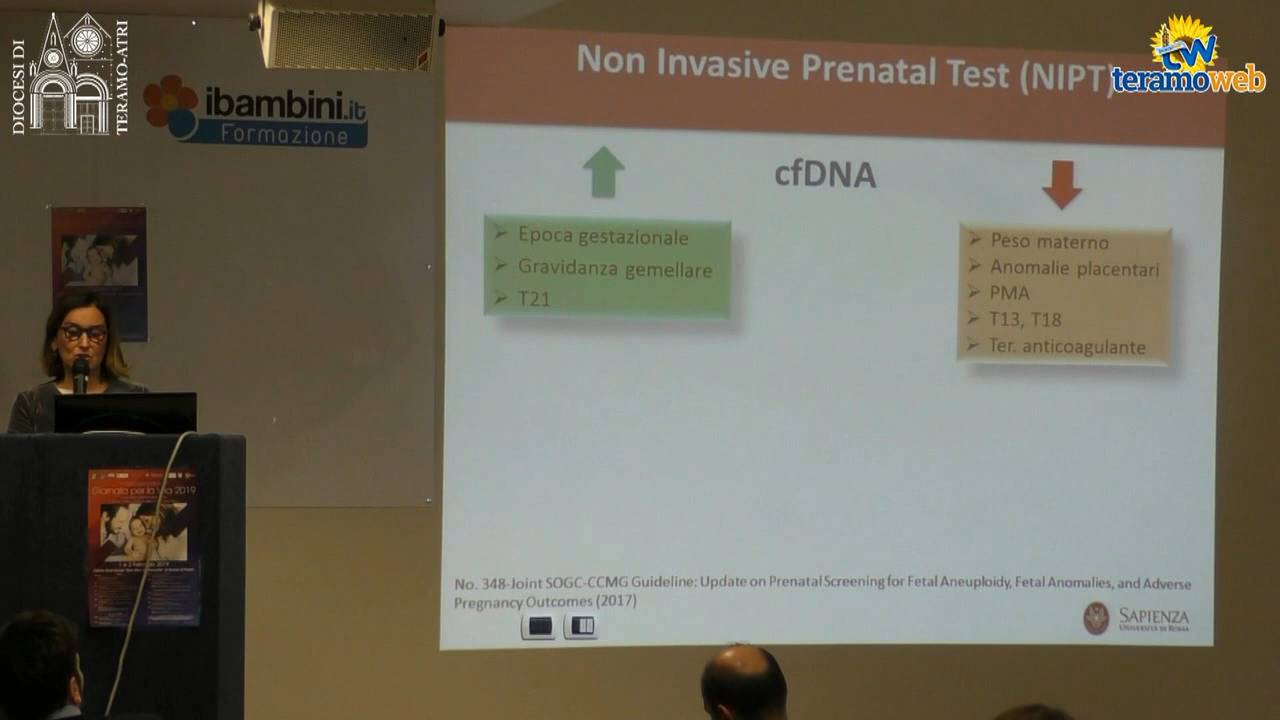 DIOCESI DI
TERAMO-ATRI
ibambini.it
Formazione
tw
teramoweb
Non Invasive Prenatal Test (NIPT)
cfDNA
Epoca gestazionale
Gravidanza gemellare
T21
Peso materno
Anomalie placentari
PMA
T13, T18
Ter. anticoagulante
No. 348-Joint SOGC-CCMG Guideline: Update on Prenatal Screening for Fetal Aneuploidy, Fetal Anomalies, and Adverse
Pregnancy Outcomes (2017)
SAPIENZA
UNIVERSITÀ DI ROMA
Giornata per la Vita 2019